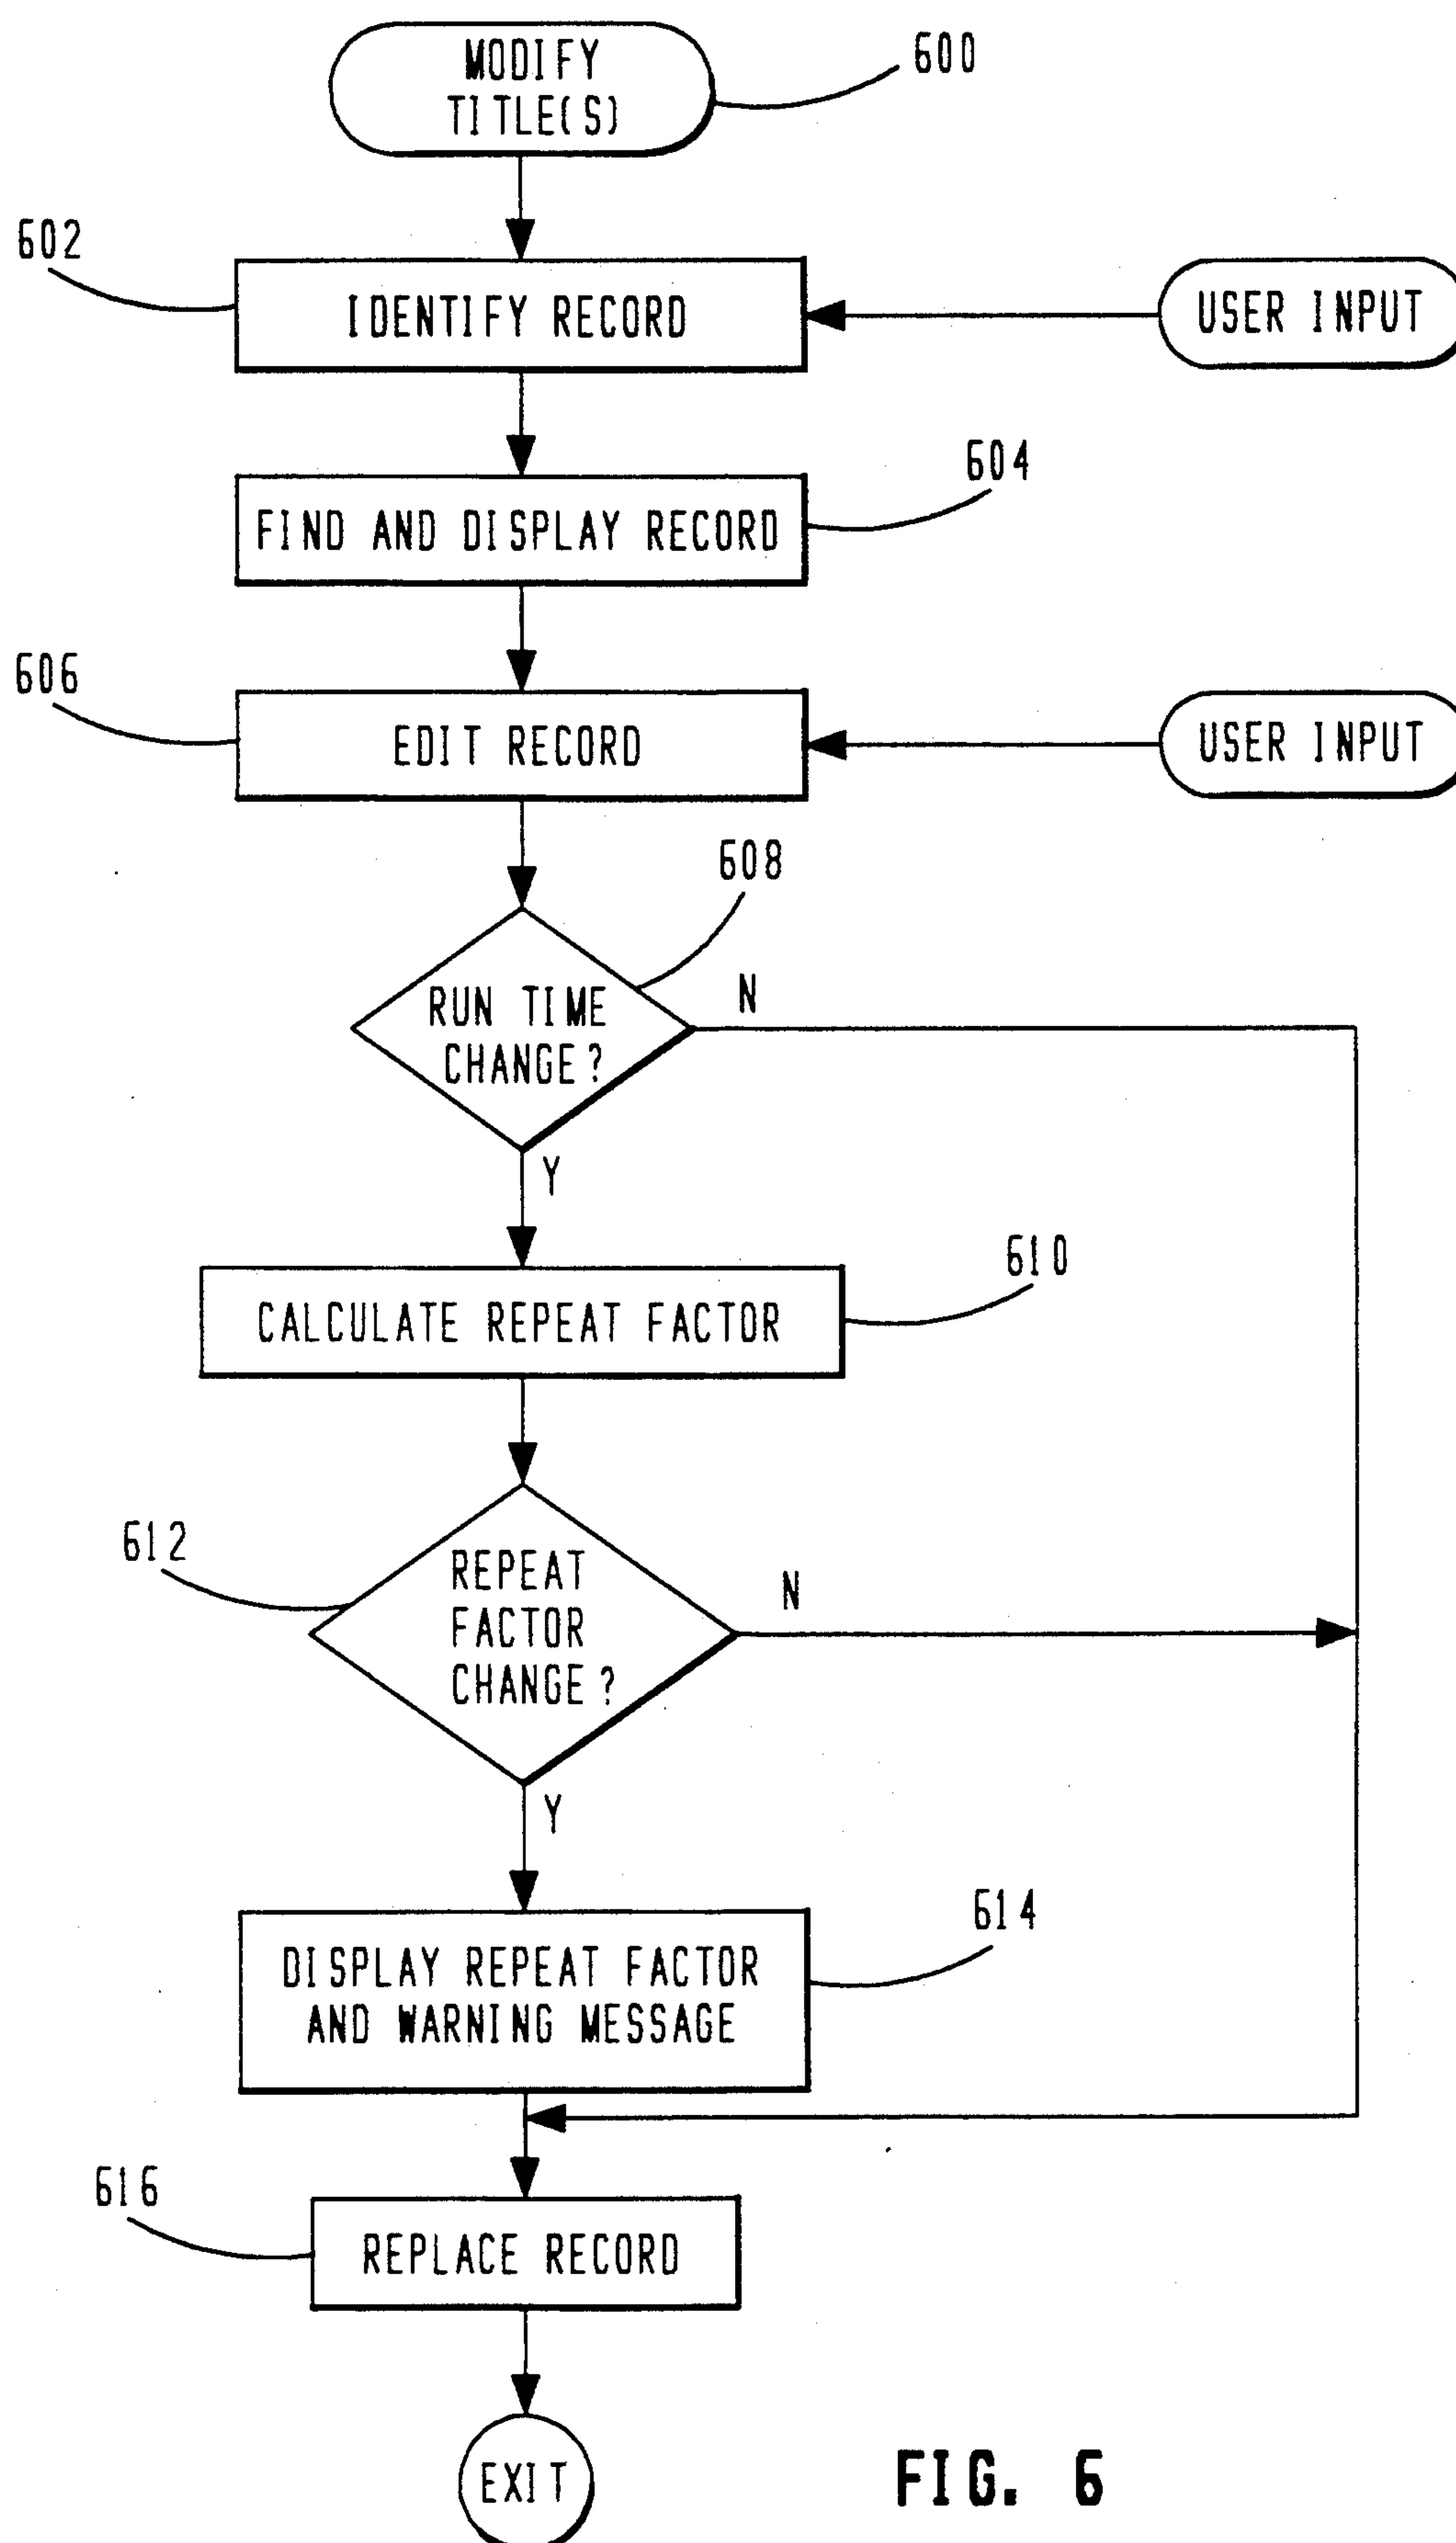 MODIFY
TITLE(S)
600
602
IDENTIFY RECORD
USER INPUT
604
FIND AND DISPLAY RECORD
606
EDIT RECORD
USER INPUT
608
RUN TIME
CHANGE?
N
Y
610
CALCULATE REPEAT FACTOR
612
REPEAT
FACTOR
CHANGE?
N
Y
614
DISPLAY REPEAT FACTOR
AND WARNING MESSAGE
616
REPLACE RECORD
EXIT
FIG. 6